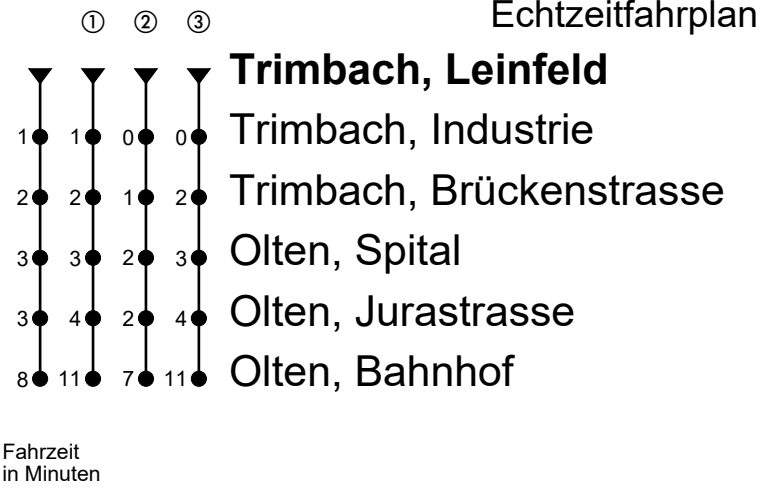 Echtzeitfahrplan
① ② ③
Trimbach, Leinfeld
1 1 0 0 Trimbach, Industrie
2 2 1 2 Trimbach, Brückenstrasse
3 3 2 3 Olten, Spital
3 4 2 4 Olten, Jurastrasse
8 11 7 11 Olten, Bahnhof
Fahrzeit
in Minuten